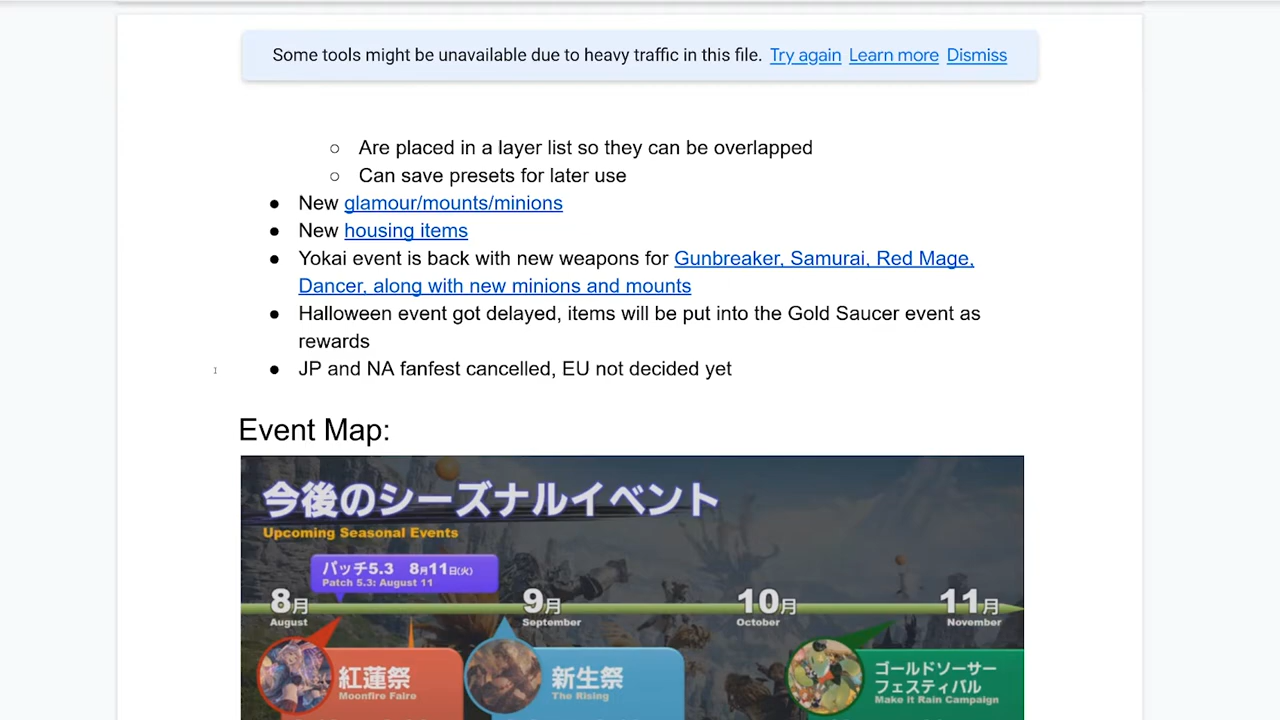 Some tools might be unavailable due to heavy traffic in this file. Try again Learn more Dismiss
○ Are placed in a layer list so they can be overlapped
○ Can save presets for later use
● New glamour/mounts/minions
● New housing items
● Yokai event is back with new weapons for Gunbreaker, Samurai, Red Mage,
Dancer, along with new minions and mounts
● Halloween event got delayed, items will be put into the Gold Saucer event as
rewards
● JP and NA fanfest cancelled, EU not decided yet
Event Map:
今後のシーズナルイベント
Upcoming Seasonal Events
パッチ5.3 8月11日(火)
Patch 5.3: August 11
8月 9月 10月 11月
August September October November
紅蓮祭
Moonfire Faire
新生祭
The Rising
ゴールドソーサー
フェスティバル
Make it Rain Campaign